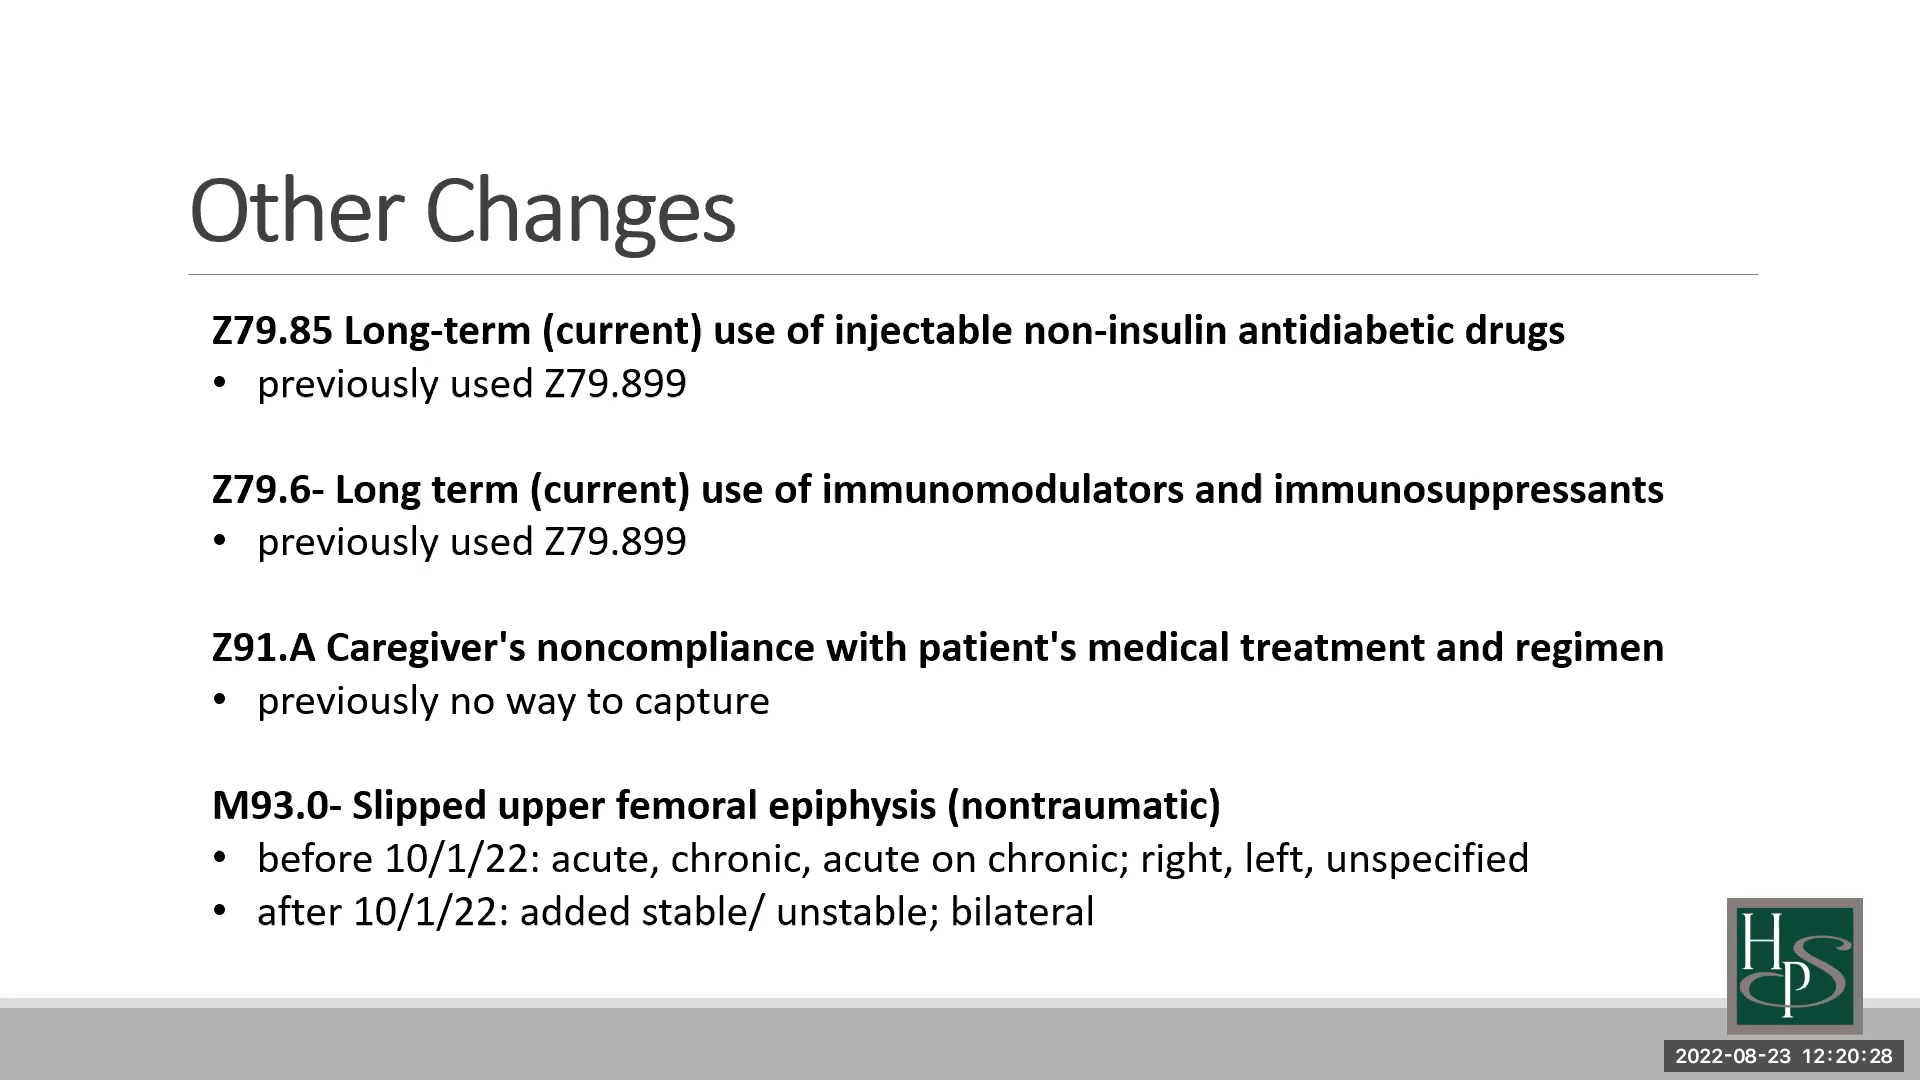 Other Changes
Z79.85 Long-term (current) use of injectable non-insulin antidiabetic drugs
• previously used Z79.899
Z79.6- Long term (current) use of immunomodulators and immunosuppressants
• previously used Z79.899
Z91.A Caregiver's noncompliance with patient's medical treatment and regimen
• previously no way to capture
M93.0- Slipped upper femoral epiphysis (nontraumatic)
• before 10/1/22: acute, chronic, acute on chronic; right, left, unspecified
• after 10/1/22: added stable/ unstable; bilateral
HPS
2022-08-23 12:20:28